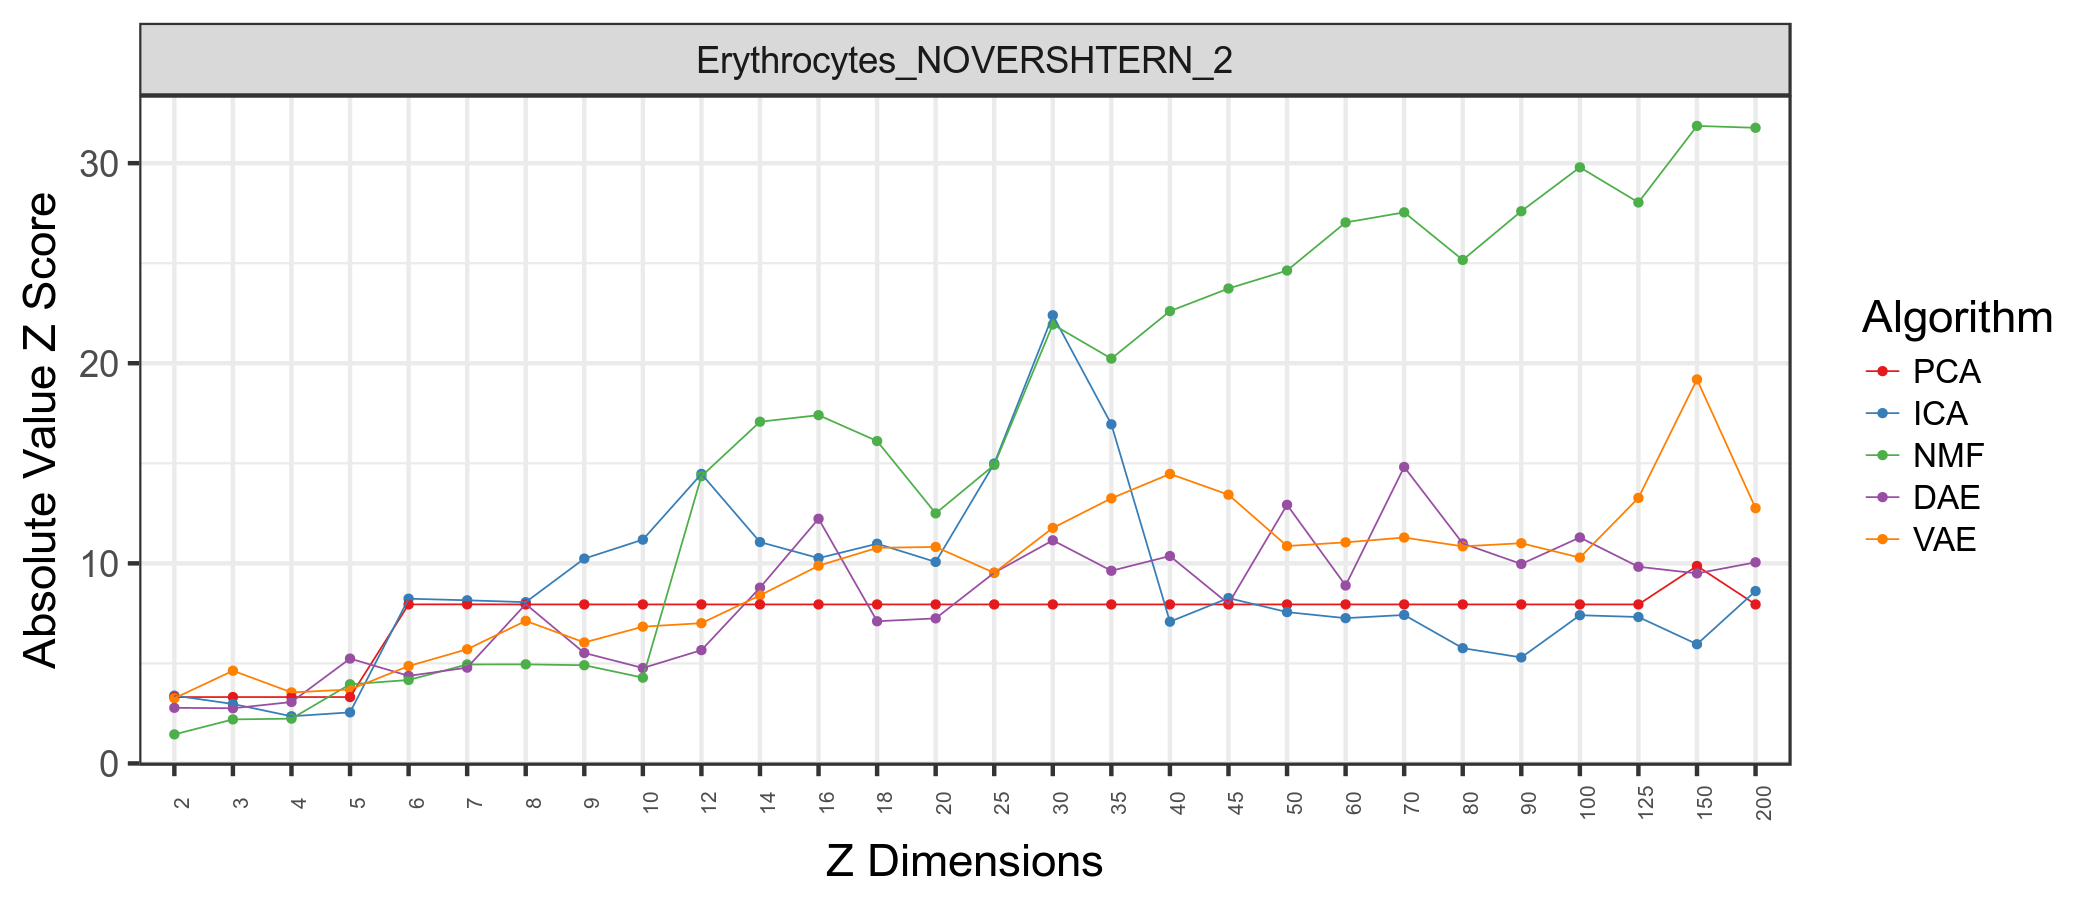 Erythrocytes_NOVERSHTERN_2
Absolute Value Z Score
30
20
10
0
2 3 4 5 6 7 8 9 10 12 14 16 18 20 25 30 35 40 45 50 60 70 80 90 100 125 150 200
Z Dimensions
Algorithm
PCA
ICA
NMF
DAE
VAE